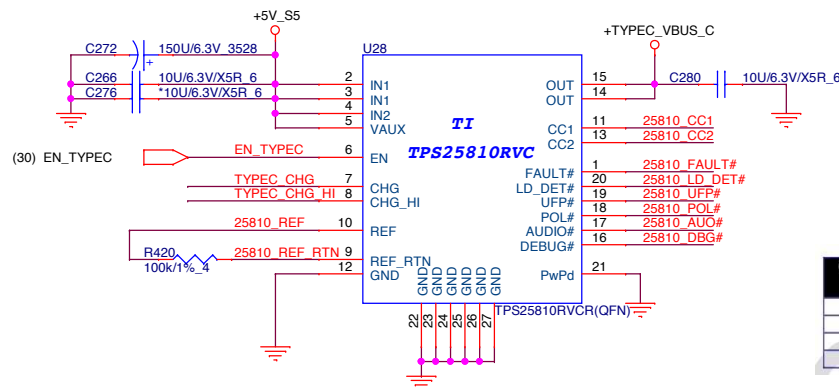 +5V_S5
+TYPEC_VBUS_C
C272 150U/6.3V_3528
+
U28
C266 10U/6.3V/X5R_6
C276 *10U/6.3V/X5R_6
C280 10U/6.3V/X5R_6
2 IN1
3 IN1
4 IN2
5 VAUX
OUT 15
OUT 14
TI
TPS25810RVC
CC1 11 25810_CC1
CC2 13 25810_CC2
(30) EN_TYPEC EN_TYPEC 6 EN
FAULT# 1 25810_FAULT#
TYPEC_CHG 7 CHG
LD_DET# 20 25810_LD_DET#
TYPEC_CHG_HI 8 CHG_HI
UFP# 19 25810_UFP#
POL# 18 25810_POL#
25810_REF 10 REF
AUDIO# 17 25810_AUO#
DEBUG# 16 25810_DBG#
R420 25810_REF_RTN 9 REF_RTN
100k/1%_4
12 GND
PwPd 21
GND GND GND GND GND GND
22 23 24 25 26 27
TPS25810RVCR(QFN)